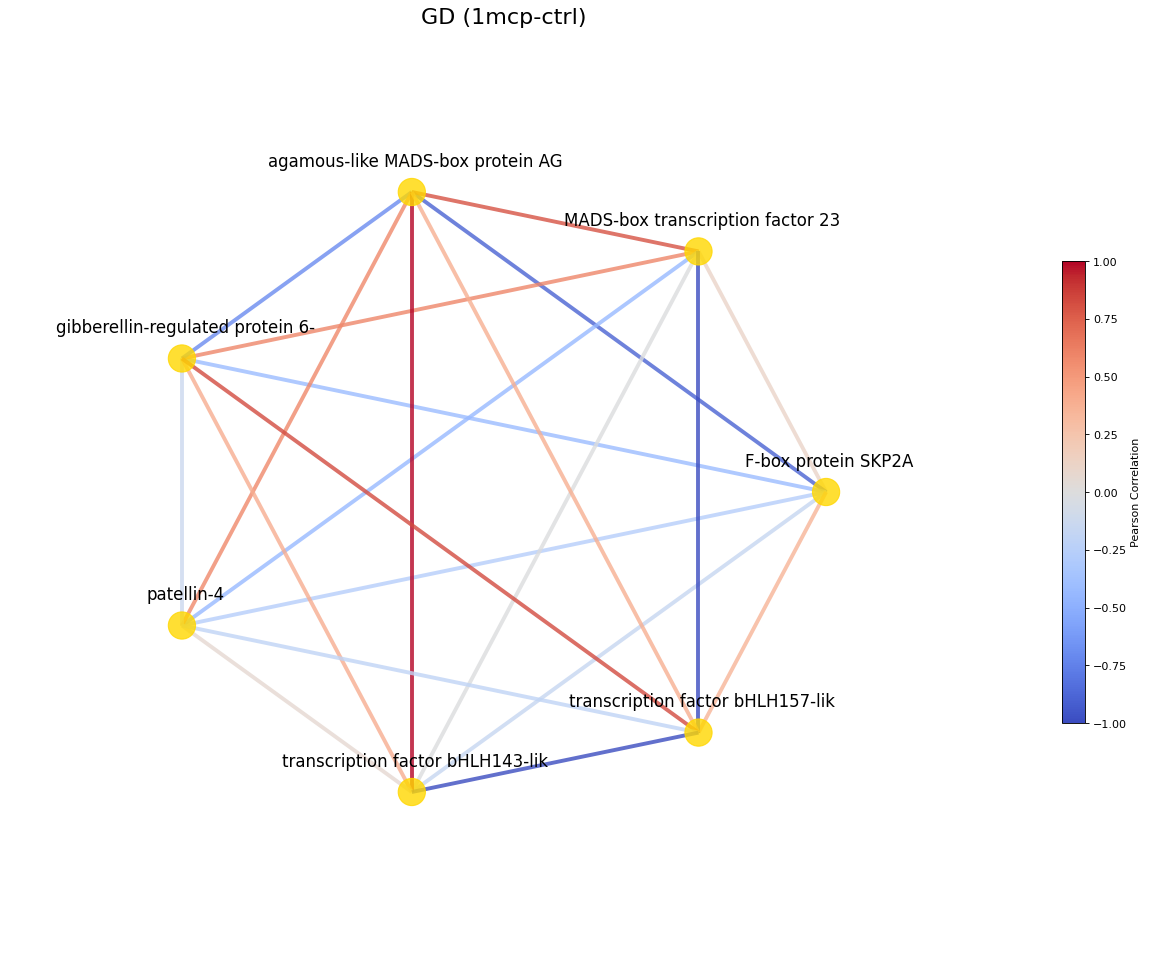 GD (1mcp-ctrl)
agamous-like MADS-box protein AG
MADS-box transcription factor 23
gibberellin-regulated protein 6-
F-box protein SKP2A
patellin-4
transcription factor bHLH157-lik
transcription factor bHLH143-lik
1.00
0.75
0.50
0.25
0.00
−0.25
−0.50
−0.75
−1.00
Pearson Correlation